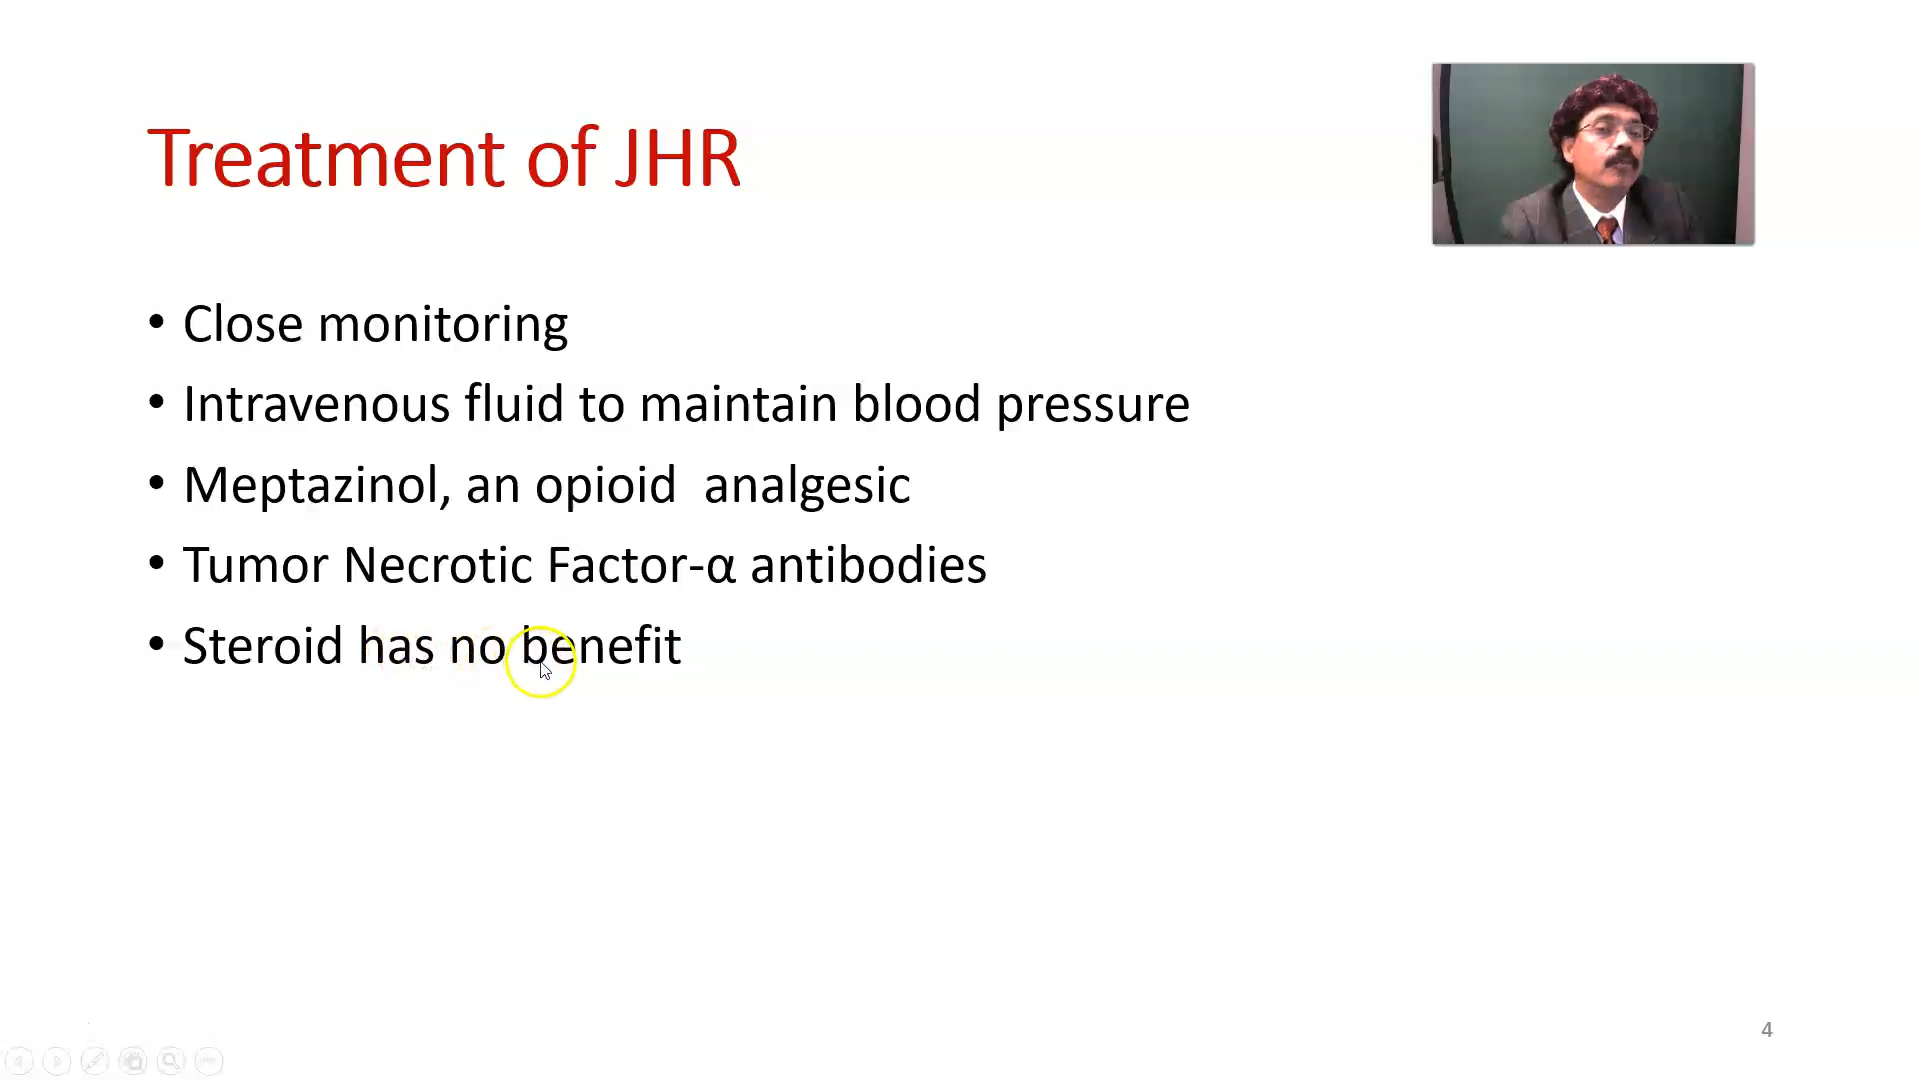 Treatment of JHR
• Close monitoring
• Intravenous fluid to maintain blood pressure
• Meptazinol, an opioid  analgesic
• Tumor Necrotic Factor-α antibodies
• Steroid has no benefit
4